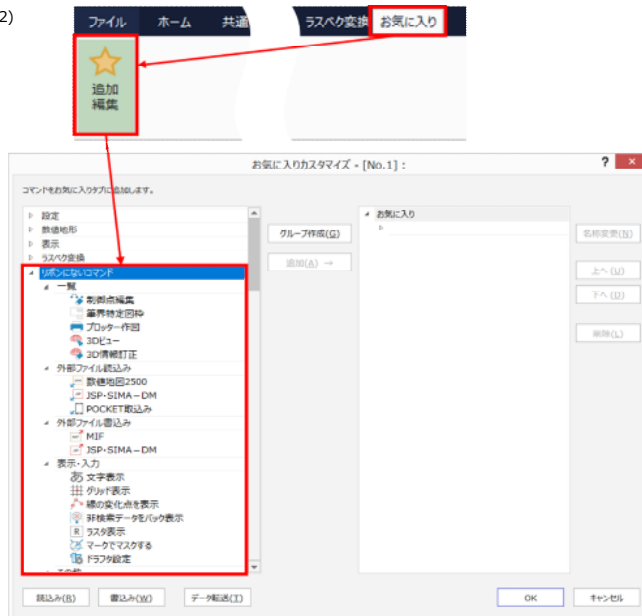 2)
ファイル ホーム 共通 ラスベク変換 お気に入り
追加
編集
お気に入りカスタマイズ - [No.1] : ? ×
コマンドをお気に入りタブに追加します。
設定
数値地形
表示
ラスベク変換
リボンにないコマンド
一覧
制御点編集
筆界特定図枠
プロッター作図
3Dビュー
3D情報訂正
外部ファイル読込み
数値地図2500
JSP・SIMA－DM
POCKET取込み
外部ファイル書込み
MIF
JSP・SIMA－DM
表示・入力
文字表示
グリッド表示
線の変化点を表示
非検索データをバック表示
ラスタ表示
マークでマスクする
ドラフタ設定
その他
グループ作成(G)
追加(A) →
お気に入り
名称変更(N)
上へ(U)
下へ(D)
削除(L)
読込み(R) 書込み(W) データ転送(T) OK キャンセル